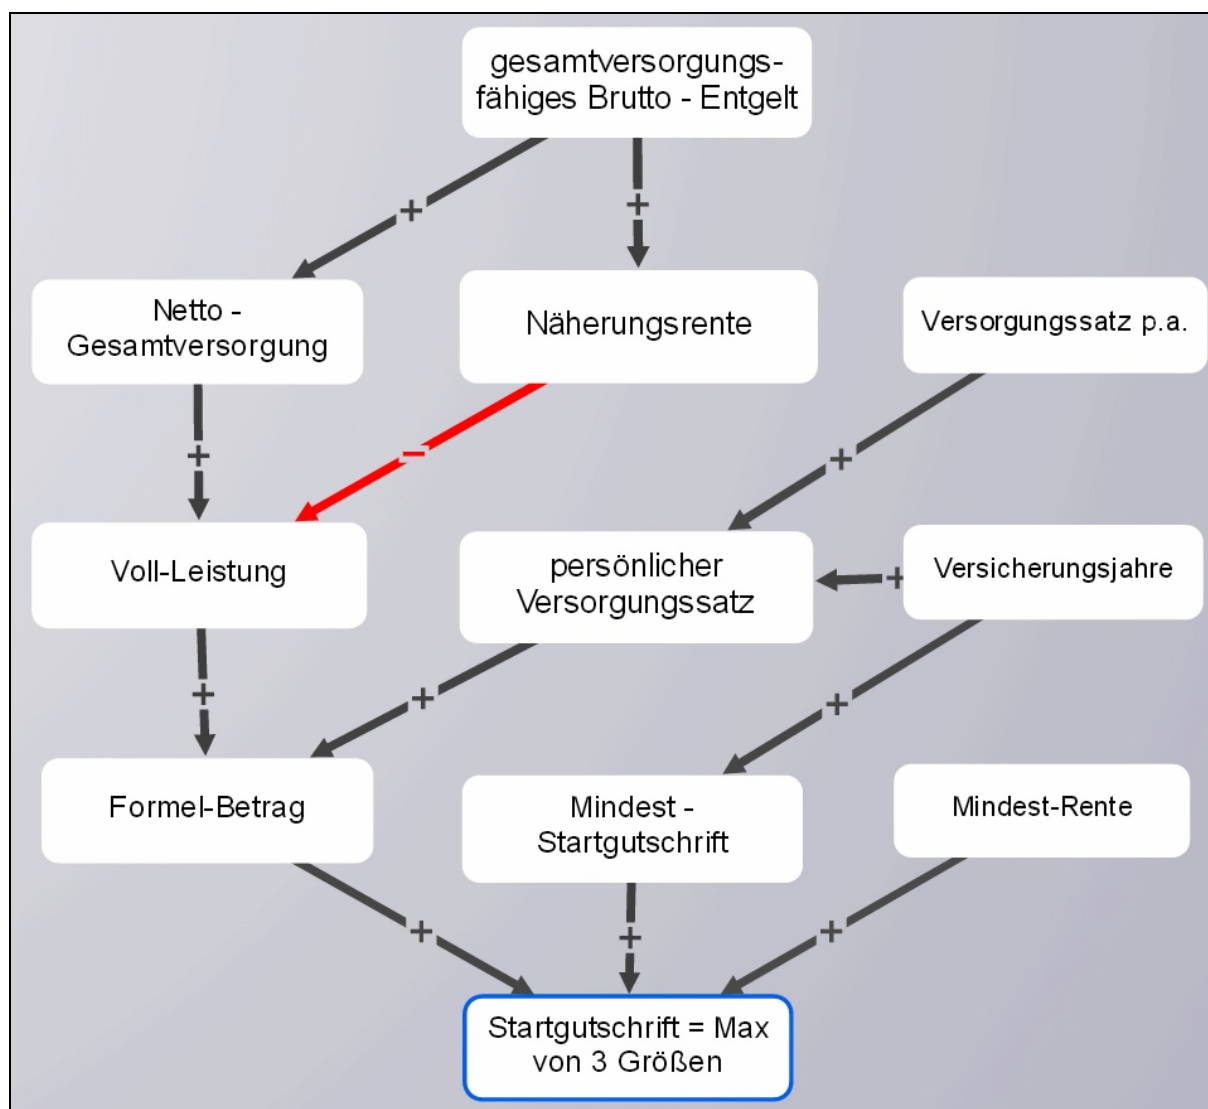 gesamtversorgungs-
fähiges Brutto - Entgelt
+
+
Netto -
Gesamtversorgung
Näherungsrente
Versorgungssatz p.a.
+
−
+
Voll-Leistung
persönlicher
Versorgungssatz
+
Versicherungsjahre
+
+
+
Formel-Betrag
Mindest -
Startgutschrift
Mindest-Rente
+
+
+
Startgutschrift = Max
von 3 Größen